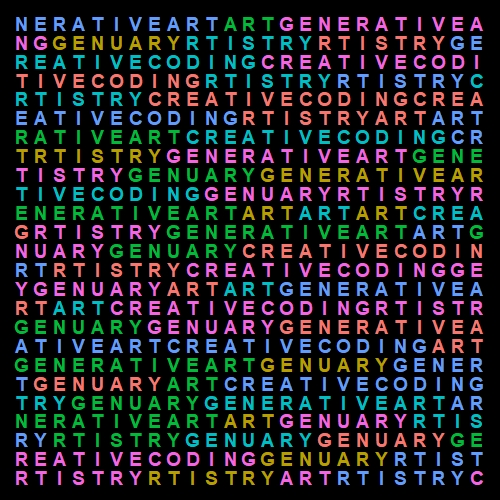 NERATIVEARTARTGENERATIVEA
NGGENUARYRTISTRYRTISTRYGE
REATIVECODINGCREATIVECODI
TIVECODINGRTISTRYRTISTRYC
RTISTRYCREATIVECODINGCREA
EATIVECODINGRTISTRYARTART
RATIVEARTCREATIVECODINGCR
TRTISTRYGENERATIVEARTGENE
TISTRYGENUARYGENERATIVEAR
TIVECODINGGENUARYRTISTRYR
ENERATIVEARTARTARTARTCREA
GRTISTRYGENERATIVEARTARTG
NUARYGENUARYCREATIVECODIN
RTRTISTRYCREATIVECODINGGE
YGENUARYARTARTGENERATIVEA
RTARTCREATIVECODINGRTISTR
GENUARYGENUARYGENERATIVEA
ATIVEARTCREATIVECODINGART
GENERATIVEARTGENUARYGENER
TGENUARYARTCREATIVECODING
TRYGENUARYGENERATIVEARTAR
NERATIVEARTARTGENUARYRTIS
RYRTISTRYGENUARYGENUARYGE
REATIVECODINGGENUARYRTIST
RTISTRYRTISTRYARTRTISTRYC